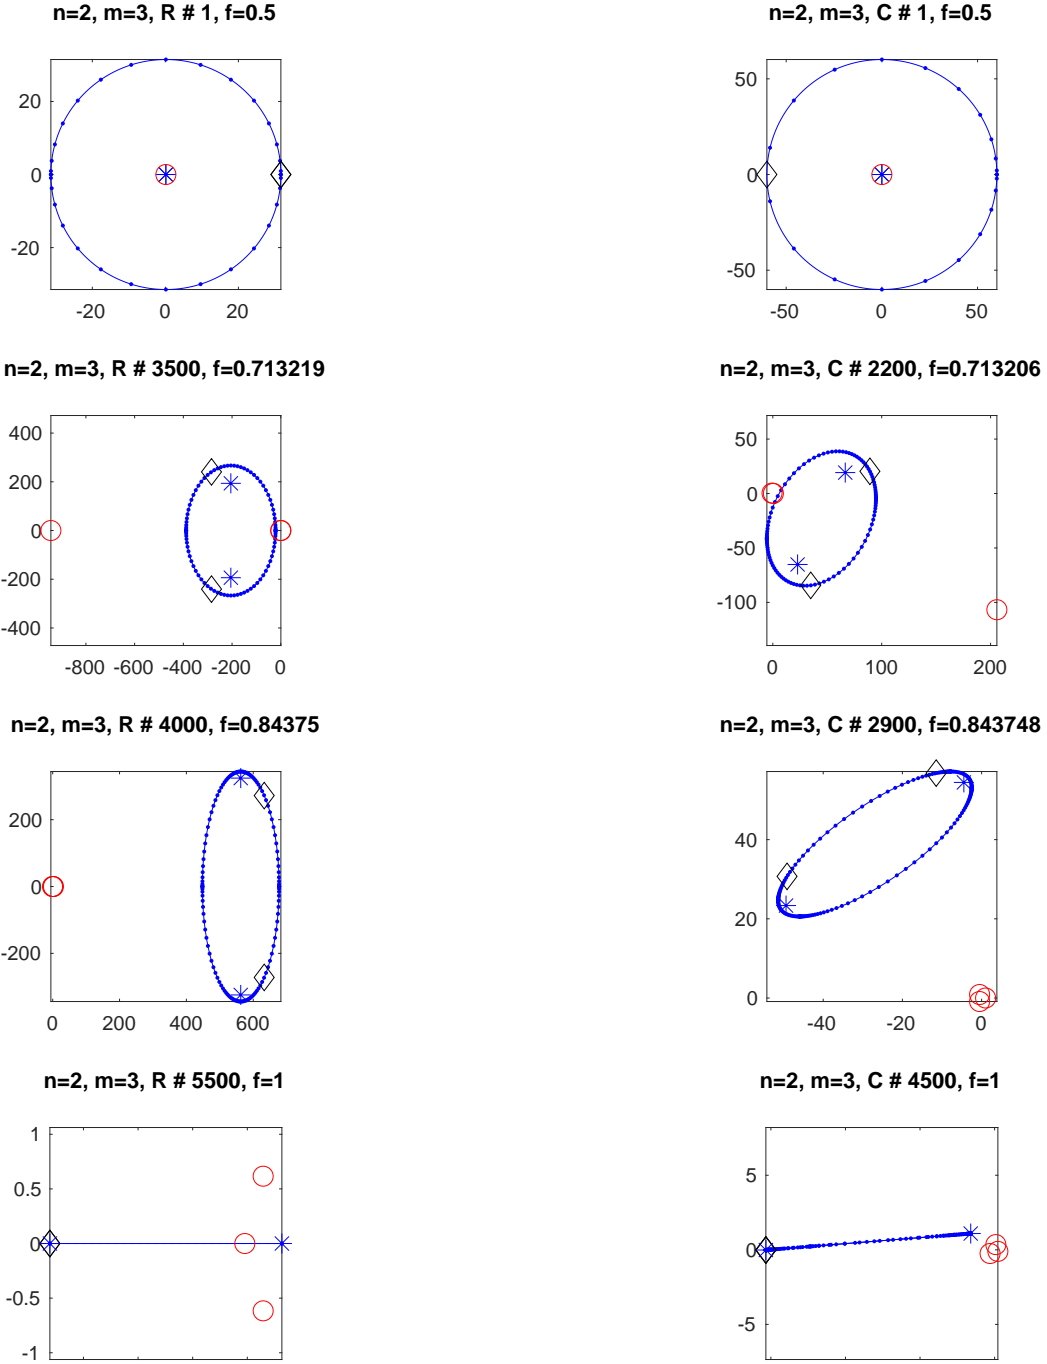 n=2, m=3, R # 1, f=0.5
n=2, m=3, C # 1, f=0.5
20
0
-20
-20 0 20
50
0
-50
-50 0 50
n=2, m=3, R # 3500, f=0.713219
n=2, m=3, C # 2200, f=0.713206
400
200
0
-200
-400
-800 -600 -400 -200 0
50
0
-50
-100
0 100 200
n=2, m=3, R # 4000, f=0.84375
n=2, m=3, C # 2900, f=0.843748
200
0
-200
0 200 400 600
40
20
0
-40 -20 0
n=2, m=3, R # 5500, f=1
n=2, m=3, C # 4500, f=1
1
0.5
0
-0.5
-1
5
0
-5